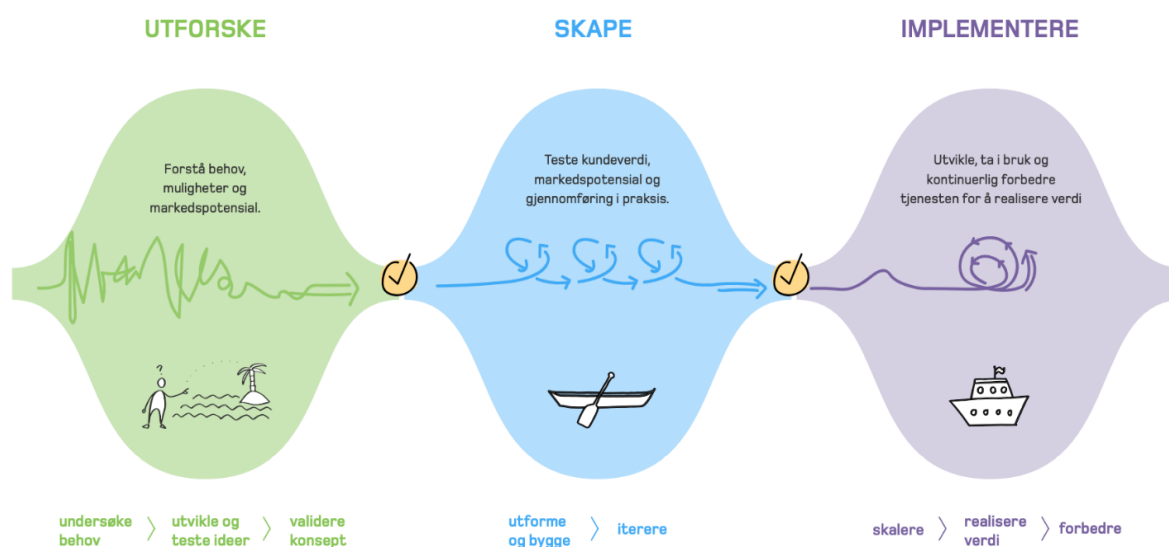 UTFORSKE
SKAPE
IMPLEMENTERE
Forstå behov,
muligheter og
markedspotensial.
Teste kundeverdi,
markedspotensial og
gjennomføring i praksis.
Utvikle, ta i bruk og
kontinuerlig forbedre
tjenesten for å realisere verdi
?
undersøke
behov
utvikle og
teste ideer
validere
konsept
utforme
og bygge
iterere
skalere
realisere
verdi
forbedre